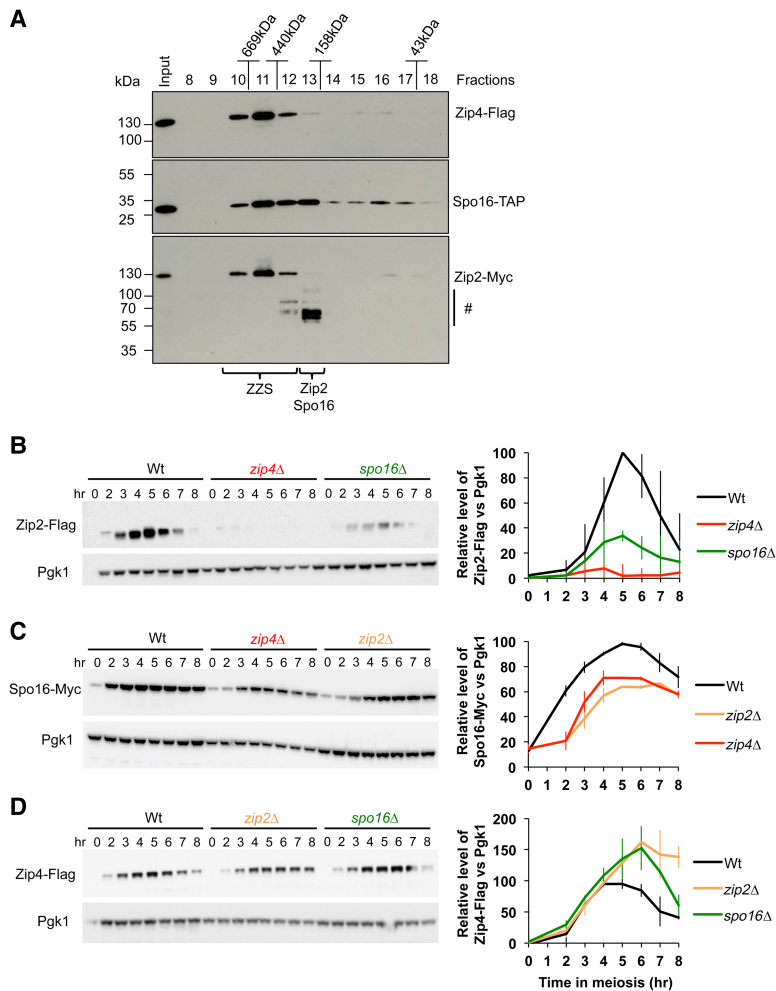 A
669kDa 440kDa 158kDa 43kDa
kDa Input 8 9 10 11 12 13 14 15 16 17 18 Fractions
130
100
Zip4-Flag
55
35
25
Spo16-TAP
130
100
70
55
35
Zip2-Myc
#
ZZS Zip2
Spo16
B
Wt zip4Δ spo16Δ
hr 0 2 3 4 5 6 7 8 0 2 3 4 5 6 7 8 0 2 3 4 5 6 7 8
Zip2-Flag
Pgk1
Relative level of
Zip2-Flag vs Pgk1
100
80
60
40
20
0
0 1 2 3 4 5 6 7 8
Wt
zip4Δ
spo16Δ
C
Wt zip4Δ zip2Δ
hr 0 2 3 4 5 6 7 8 0 2 3 4 5 6 7 8 0 2 3 4 5 6 7 8
Spo16-Myc
Pgk1
Relative level of
Spo16-Myc vs Pgk1
100
80
60
40
20
0
0 1 2 3 4 5 6 7 8
Wt
zip2Δ
zip4Δ
D
Wt zip2Δ spo16Δ
hr 0 2 3 4 5 6 7 8 0 2 3 4 5 6 7 8 0 2 3 4 5 6 7 8
Zip4-Flag
Pgk1
Relative level of
Zip4-Flag vs Pgk1
200
150
100
50
0
0 1 2 3 4 5 6 7 8
Time in meiosis (hr)
Wt
zip2Δ
spo16Δ